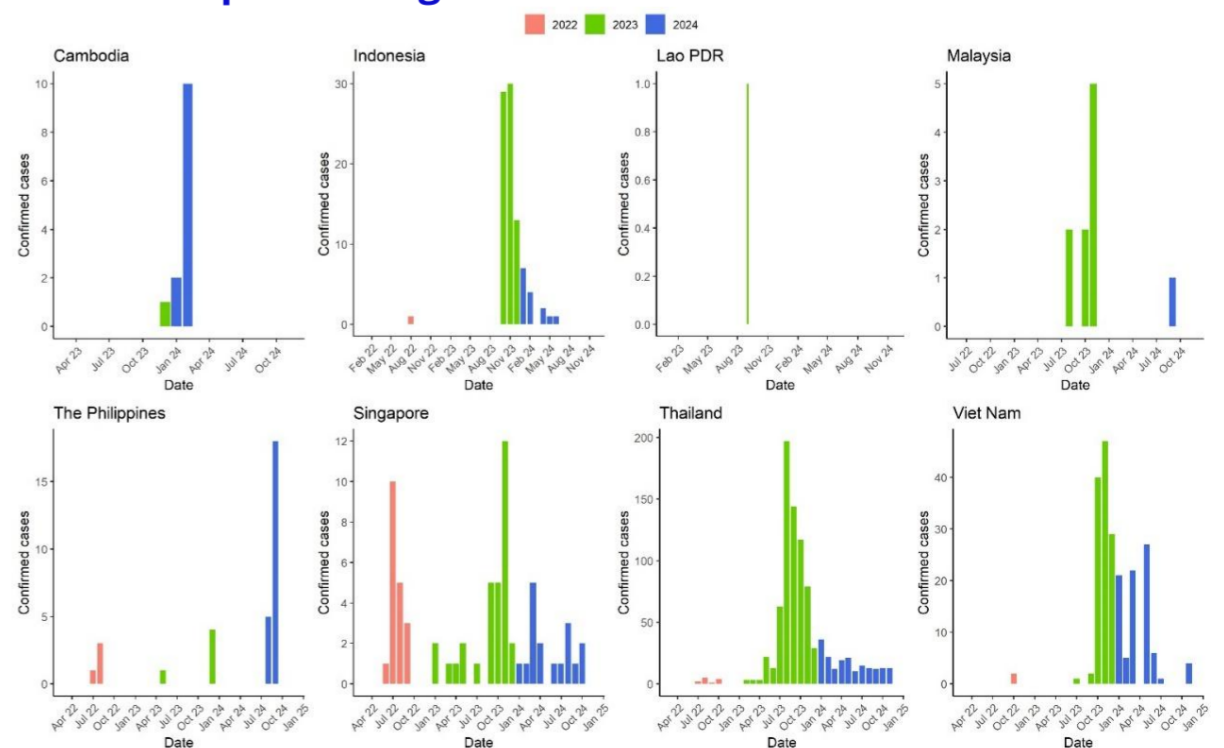 2022 2023 2024
Cambodia
Confirmed cases
10
8
6
4
2
0
Apr 23 Jul 23 Oct 23 Jan 24 Apr 24 Jul 24 Oct 24
Date
Indonesia
Confirmed cases
30
20
10
0
Feb 22 May 22 Aug 22 Nov 22 Feb 23 May 23 Aug 23 Nov 23 Feb 24 May 24 Aug 24 Nov 24
Date
Lao PDR
Confirmed cases
1.0
0.8
0.6
0.4
0.2
0.0
Feb 23 May 23 Aug 23 Nov 23 Feb 24 May 24 Aug 24 Nov 24
Date
Malaysia
Confirmed cases
5
4
3
2
1
0
Jul 22 Oct 22 Jan 23 Apr 23 Jul 23 Oct 23 Jan 24 Apr 24 Jul 24 Oct 24
Date
The Philippines
Confirmed cases
15
10
5
0
Apr 22 Jul 22 Oct 22 Jan 23 Apr 23 Jul 23 Oct 23 Jan 24 Apr 24 Jul 24 Oct 24 Jan 25
Date
Singapore
Confirmed cases
12
10
8
6
4
2
0
Apr 22 Jul 22 Oct 22 Jan 23 Apr 23 Jul 23 Oct 23 Jan 24 Apr 24 Jul 24 Oct 24 Jan 25
Date
Thailand
Confirmed cases
200
150
100
50
0
Apr 22 Jul 22 Oct 22 Jan 23 Apr 23 Jul 23 Oct 23 Jan 24 Apr 24 Jul 24 Oct 24 Jan 25
Date
Viet Nam
Confirmed cases
40
30
20
10
0
Apr 22 Jul 22 Oct 22 Jan 23 Apr 23 Jul 23 Oct 23 Jan 24 Apr 24 Jul 24 Oct 24 Jan 25
Date